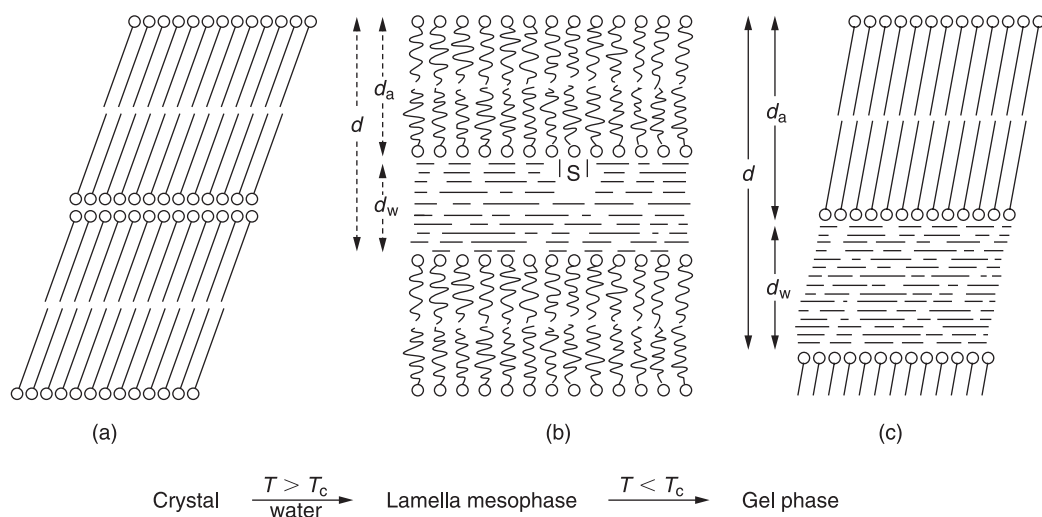 d
d_a
d_w
S
d
d_a
d_w
(a)
(b)
(c)
Crystal T > T_c water Lamella mesophase T < T_c Gel phase